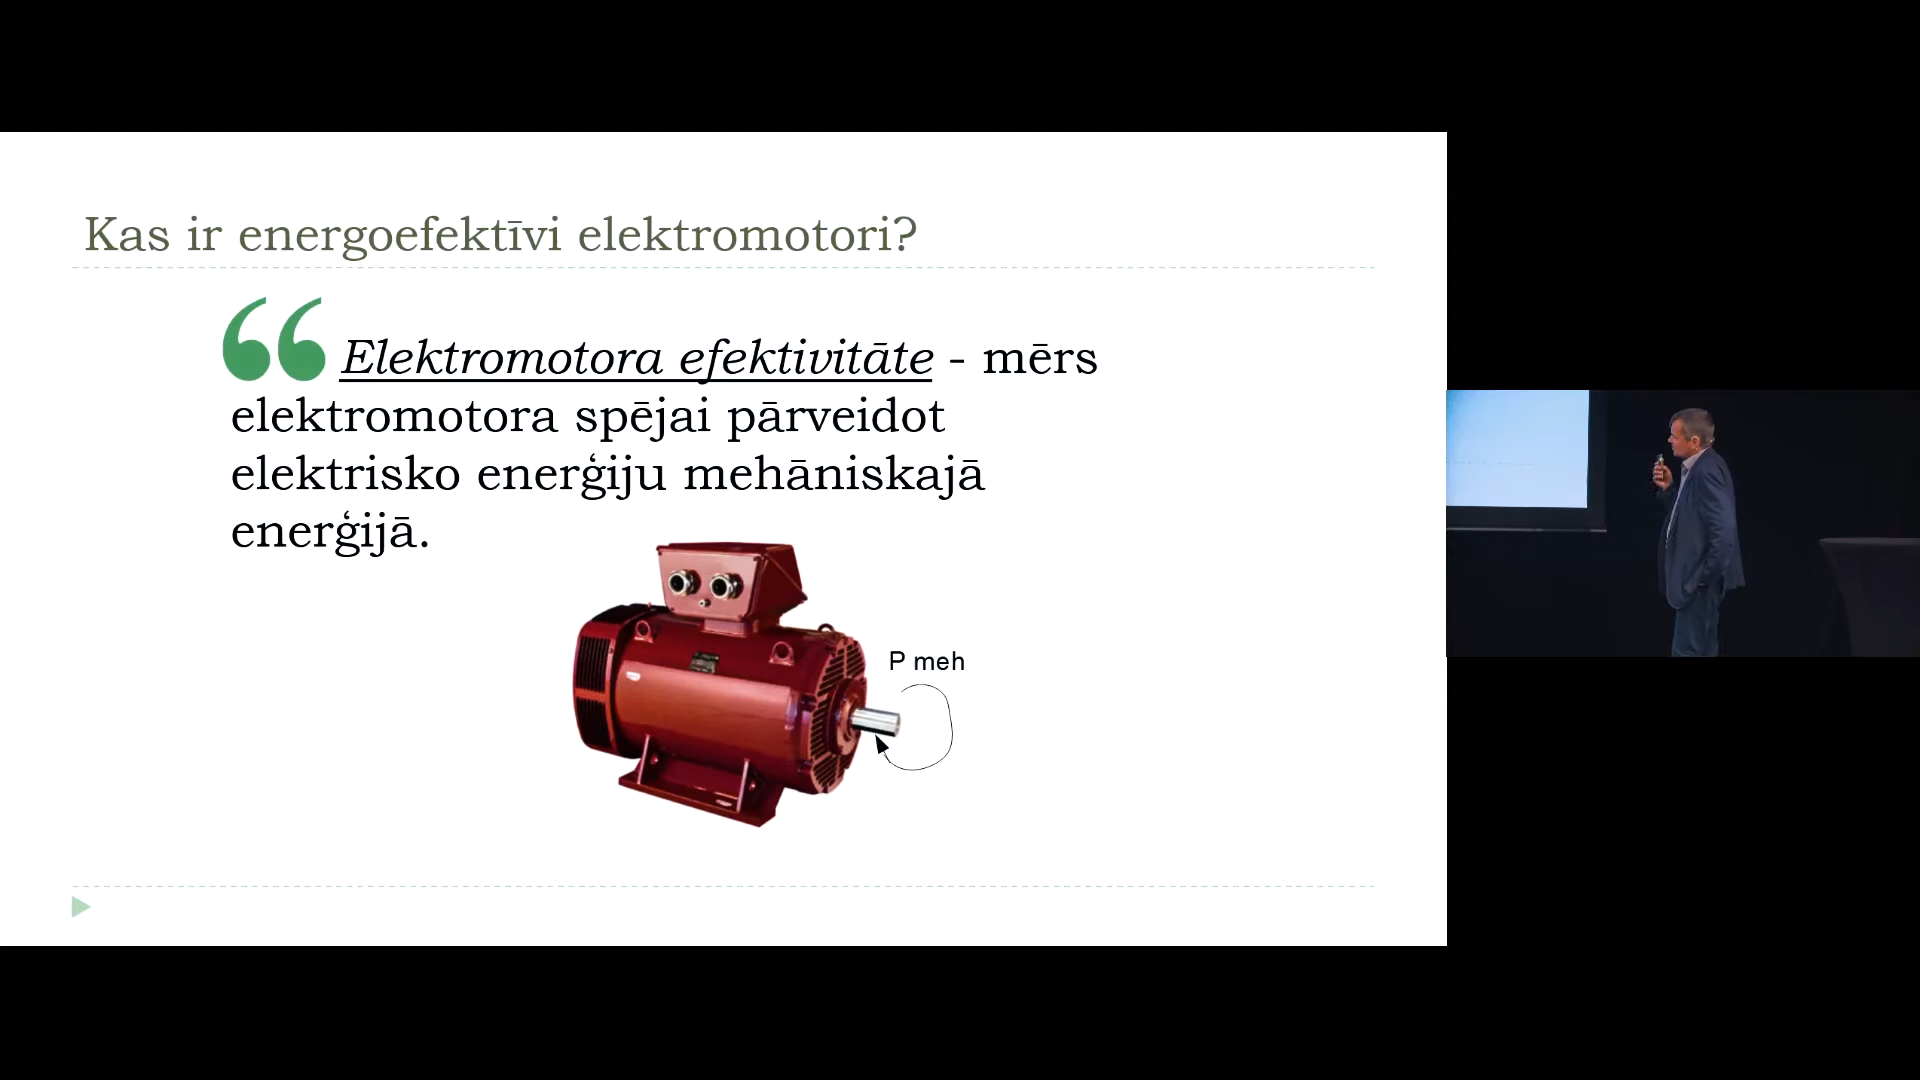 Kas ir energoefektīvi elektromotori?
“Elektromotora efektivitāte - mērs
elektromotora spējai pārveidot
elektrisko enerģiju mehāniskajā
enerģijā.
P meh